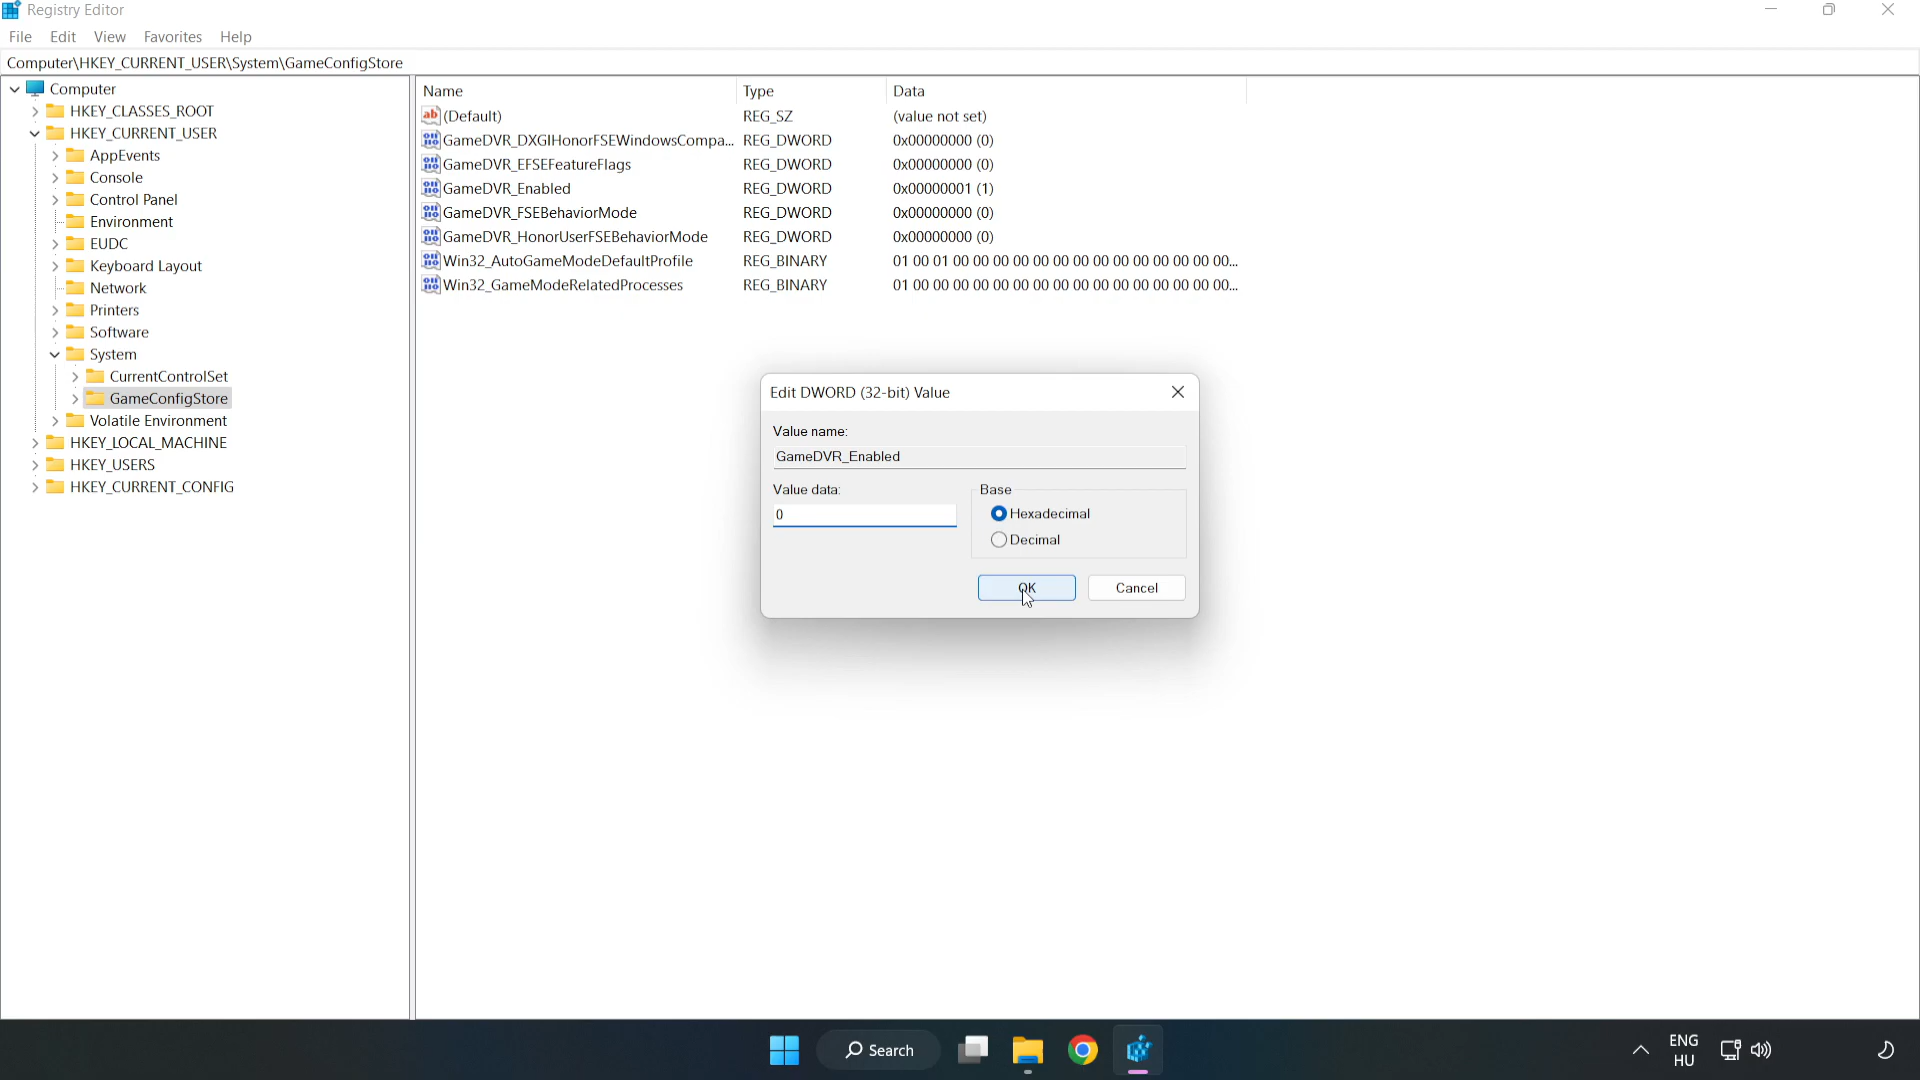 Registry Editor
File Edit View Favorites Help
Computer\HKEY_CURRENT_USER\System\GameConfigStore
Computer
HKEY_CLASSES_ROOT
HKEY_CURRENT_USER
AppEvents
Console
Control Panel
Environment
EUDC
Keyboard Layout
Network
Printers
Software
System
CurrentControlSet
GameConfigStore
Volatile Environment
HKEY_LOCAL_MACHINE
HKEY_USERS
HKEY_CURRENT_CONFIG
Name Type Data
(Default) REG_SZ (value not set)
GameDVR_DXGIHonorFSEWindowsCompa... REG_DWORD 0x00000000 (0)
GameDVR_EFSEFeatureFlags REG_DWORD 0x00000000 (0)
GameDVR_Enabled REG_DWORD 0x00000001 (1)
GameDVR_FSEBehaviorMode REG_DWORD 0x00000000 (0)
GameDVR_HonorUserFSEBehaviorMode REG_DWORD 0x00000000 (0)
Win32_AutoGameModeDefaultProfile REG_BINARY 01 00 01 00 00 00 00 00 00 00 00 00 00 00 00 00 00...
Win32_GameModeRelatedProcesses REG_BINARY 01 00 00 00 00 00 00 00 00 00 00 00 00 00 00 00 00...
Edit DWORD (32-bit) Value
Value name:
GameDVR_Enabled
Value data: Base
0 Hexadecimal
Decimal
OK Cancel
Search
ENG
HU